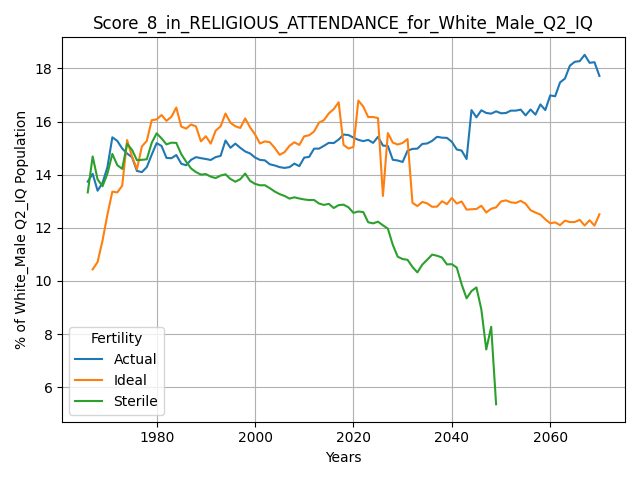 Score_8_in_RELIGIOUS_ATTENDANCE_for_White_Male_Q2_IQ
% of White_Male Q2_IQ Population
18
16
14
12
10
8
6
Fertility
Actual
Ideal
Sterile
1980
2000
2020
2040
2060
Years